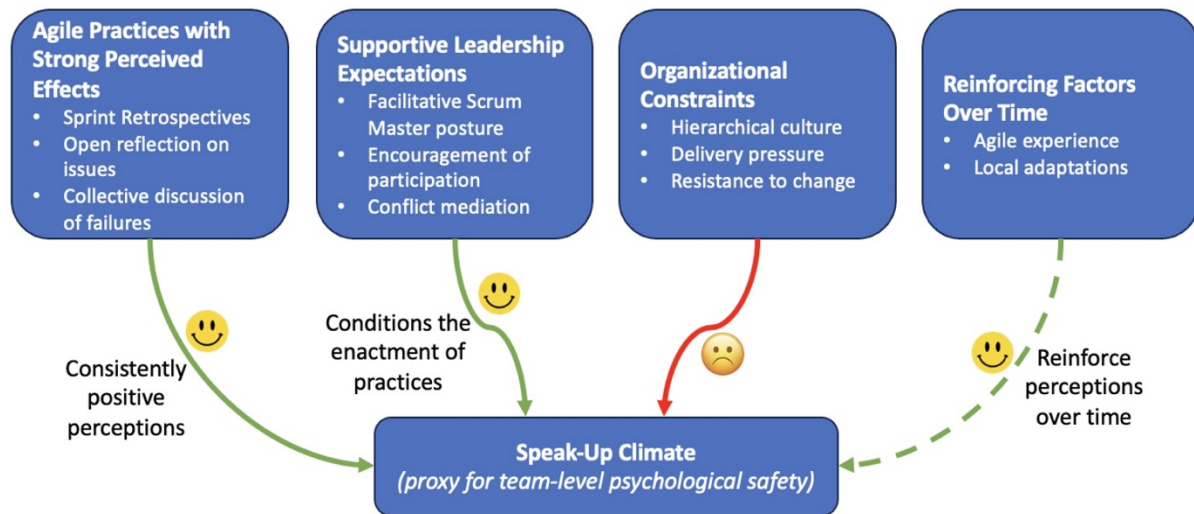 Agile Practices with
Strong Perceived
Effects
• Sprint Retrospectives
• Open reflection on
issues
• Collective discussion
of failures
Supportive Leadership
Expectations
• Facilitative Scrum
Master posture
• Encouragement of
participation
• Conflict mediation
Organizational
Constraints
• Hierarchical culture
• Delivery pressure
• Resistance to change
Reinforcing Factors
Over Time
• Agile experience
• Local adaptations
Consistently
positive
perceptions
Conditions the
enactment of
practices
Reinforce
perceptions
over time
Speak-Up Climate
(proxy for team-level psychological safety)